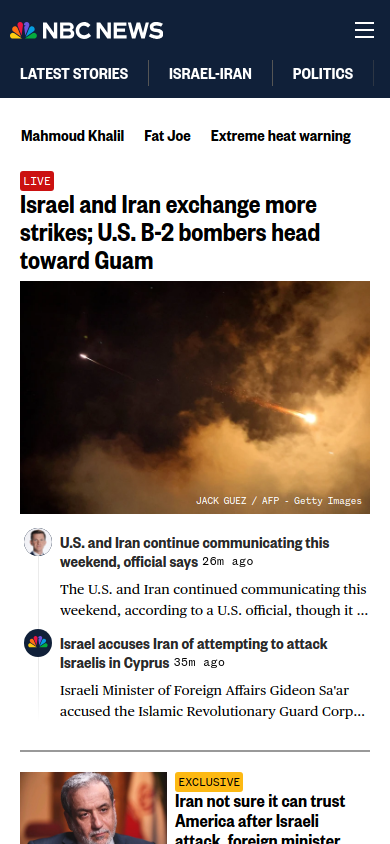 NBC NEWS
LATEST STORIES
ISRAEL-IRAN
POLITICS
Mahmoud Khalil
Fat Joe
Extreme heat warning
LIVE
Israel and Iran exchange more
strikes; U.S. B-2 bombers head
toward Guam
JACK GUEZ / AFP - Getty Images
U.S. and Iran continue communicating this
weekend, official says 26m ago
The U.S. and Iran continued communicating this
weekend, according to a U.S. official, though it ...
Israel accuses Iran of attempting to attack
Israelis in Cyprus 35m ago
Israeli Minister of Foreign Affairs Gideon Sa'ar
accused the Islamic Revolutionary Guard Corp...
EXCLUSIVE
Iran not sure it can trust
America after Israeli
attack, foreign minister